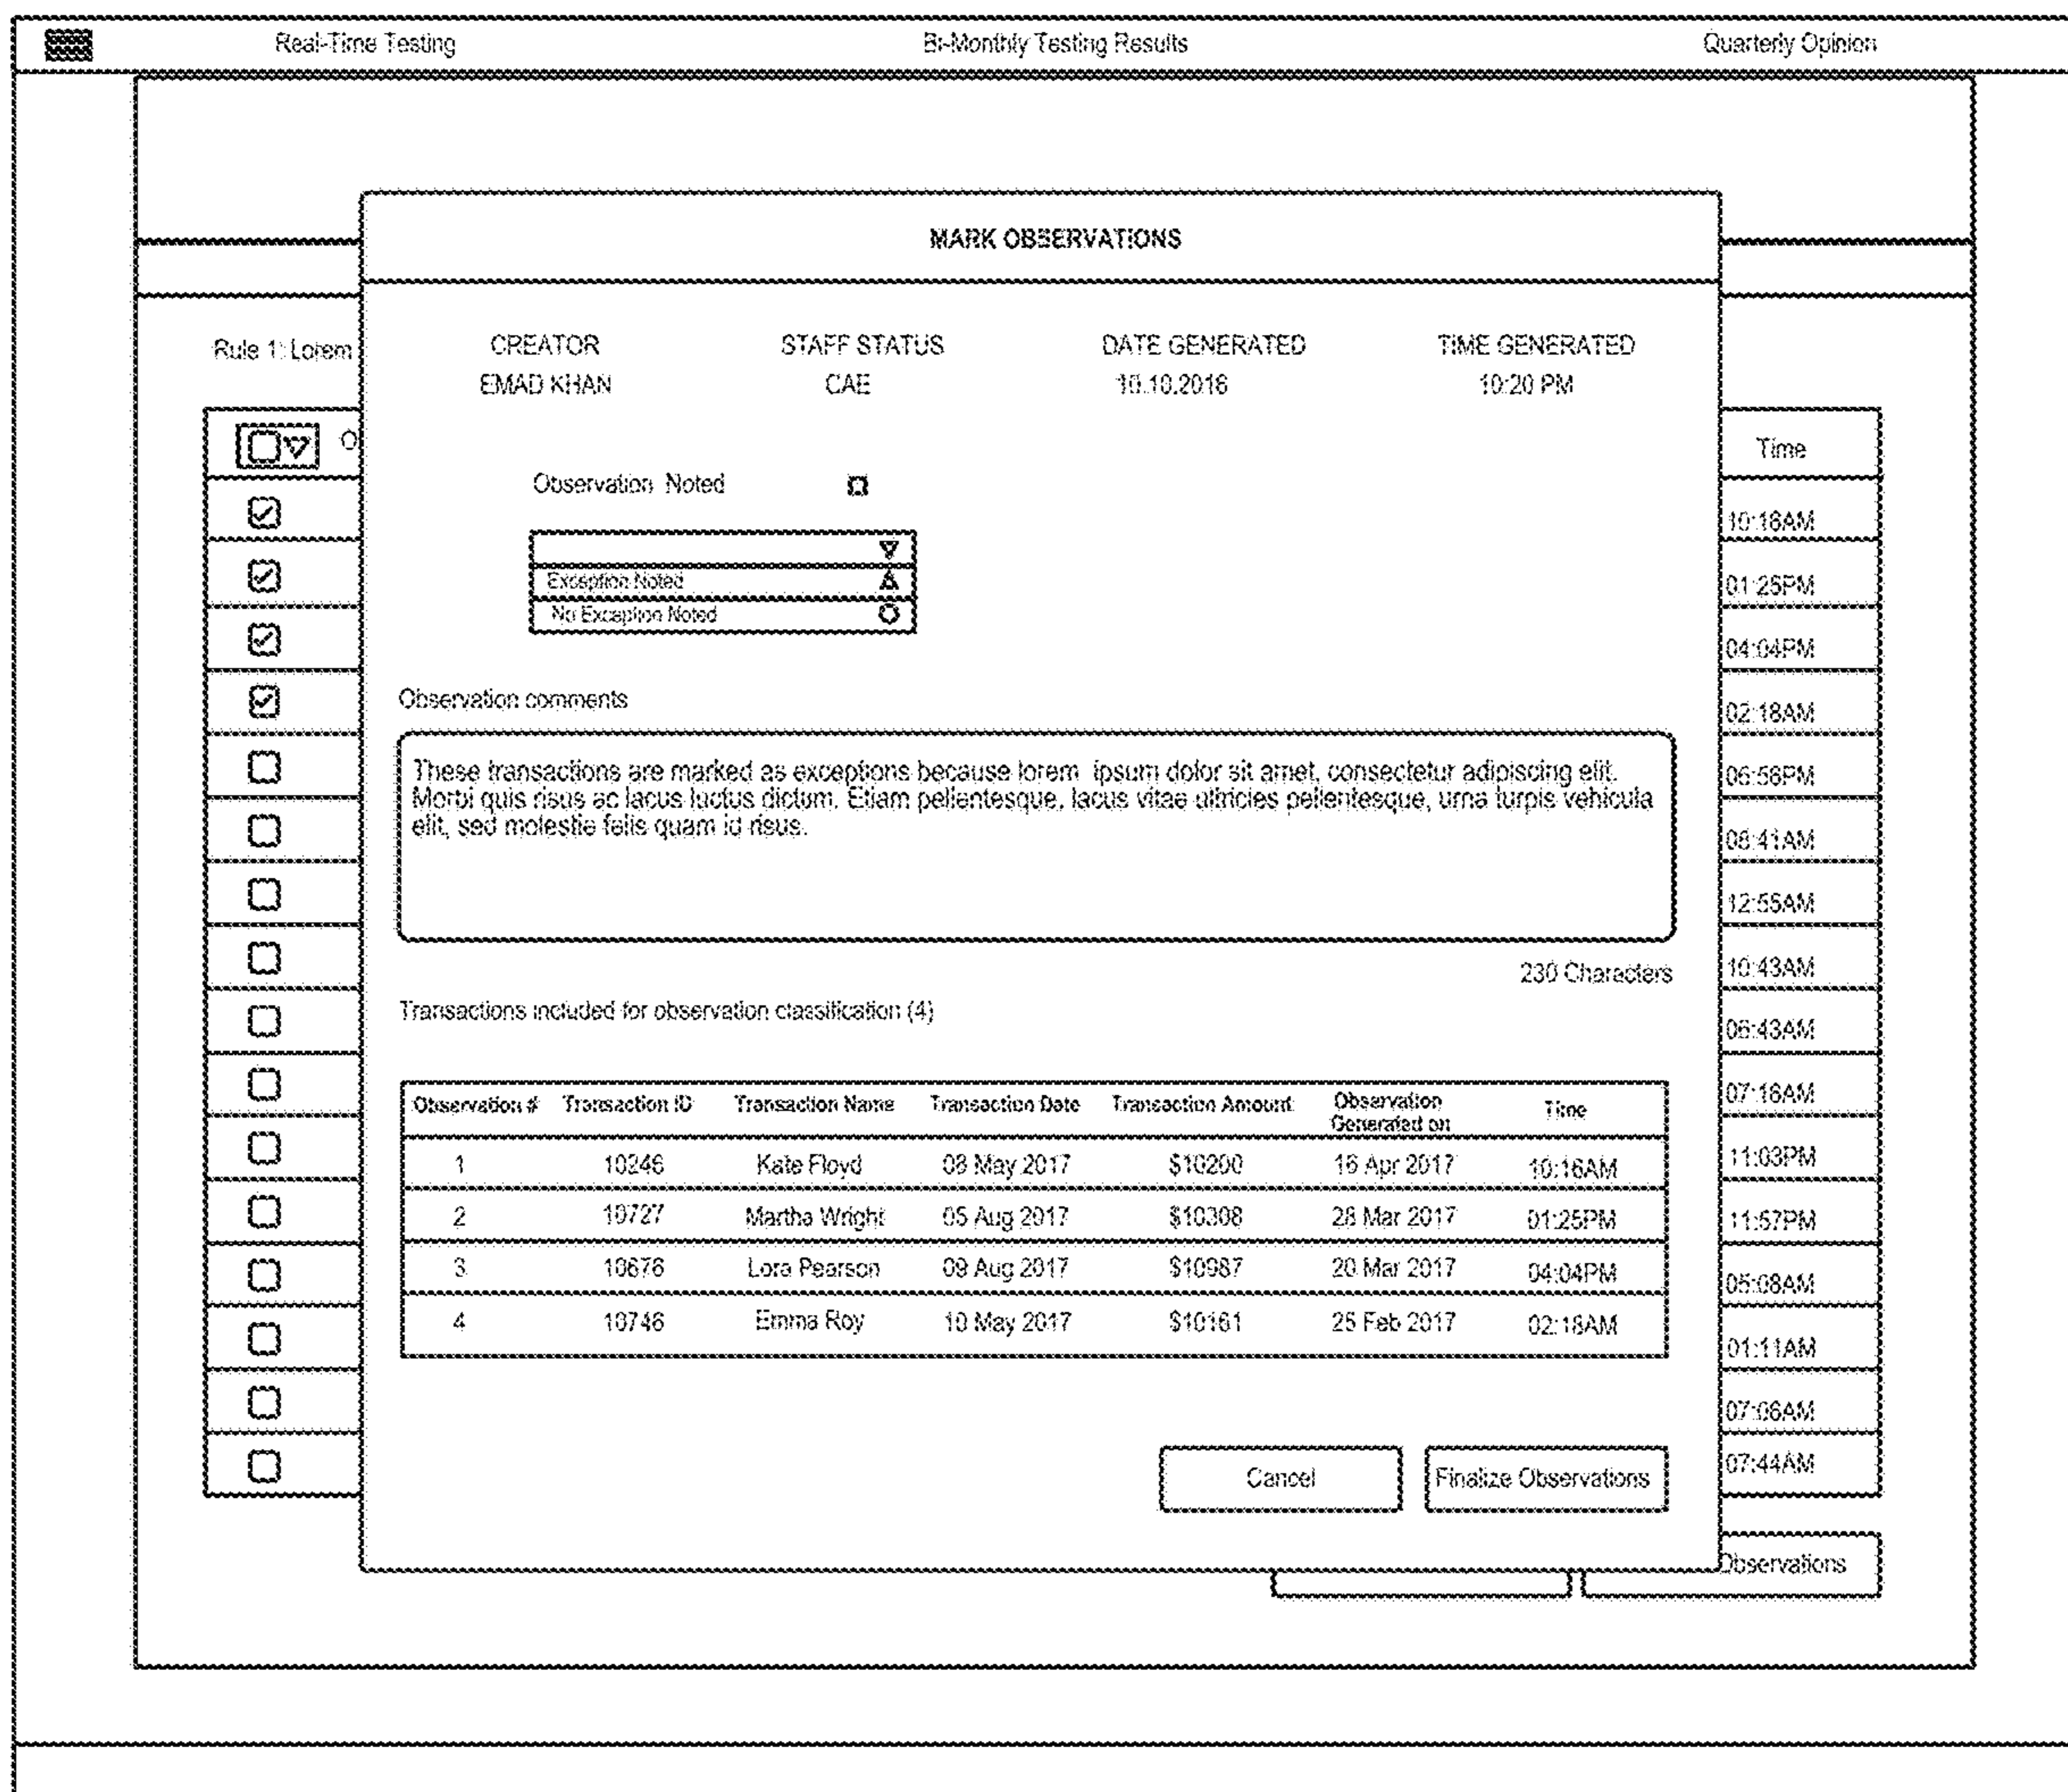 Real-Time Testing Bi-Monthly Testing Results Quarterly Opinion
MARK OBSERVATIONS
Rule 1: Lorem
CREATOR STAFF STATUS DATE GENERATED TIME GENERATED
EMAD KHAN CAE 10.10.2016 10:20 PM
O Time
Observation Noted
10:18AM
Exception Noted
01:25PM
No Exception Noted
04:04PM
Observation comments
02:18AM
These transactions are marked as exceptions because lorem ipsum dolor sit amet, consectetur adipiscing elit.
Morbi quis risus ac lacus luctus dictum. Etiam pellentesque, lacus vitae ultricies pellentesque, urna turpis vehicula
elit, sed molestie felis quam id risus.
06:58PM
08:41AM
12:55AM
230 Characters
10:43AM
Transactions included for observation classification (4)
06:43AM
Observation # Transaction ID Transaction Name Transaction Date Transaction Amount Observation Generated on Time
07:18AM
1 10246 Kate Floyd 08 May 2017 $10200 16 Apr 2017 10:16AM
11:03PM
2 10727 Martha Wright 05 Aug 2017 $10308 28 Mar 2017 01:25PM
11:57PM
3 10676 Lora Pearson 09 Aug 2017 $10987 20 Mar 2017 04:04PM
05:08AM
4 10746 Emma Roy 10 May 2017 $10161 25 Feb 2017 02:18AM
01:11AM
07:06AM
07:44AM
Cancel Finalize Observations
Observations